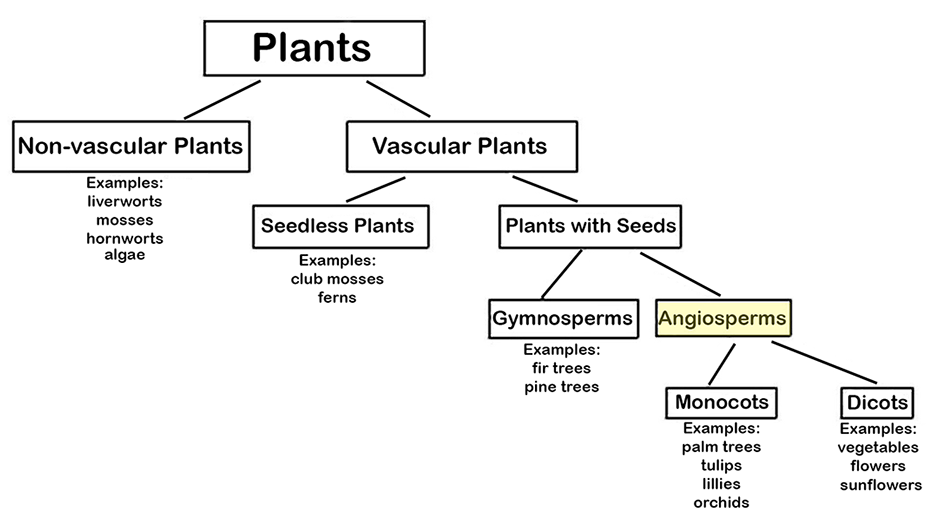 Plants
Non-vascular Plants
Examples:
liverworts
mosses
hornworts
algae
Vascular Plants
Seedless Plants
Examples:
club mosses
ferns
Plants with Seeds
Gymnosperms
Examples:
fir trees
pine trees
Angiosperms
Monocots
Examples:
palm trees
tulips
lillies
orchids
Dicots
Examples:
vegetables
flowers
sunflowers